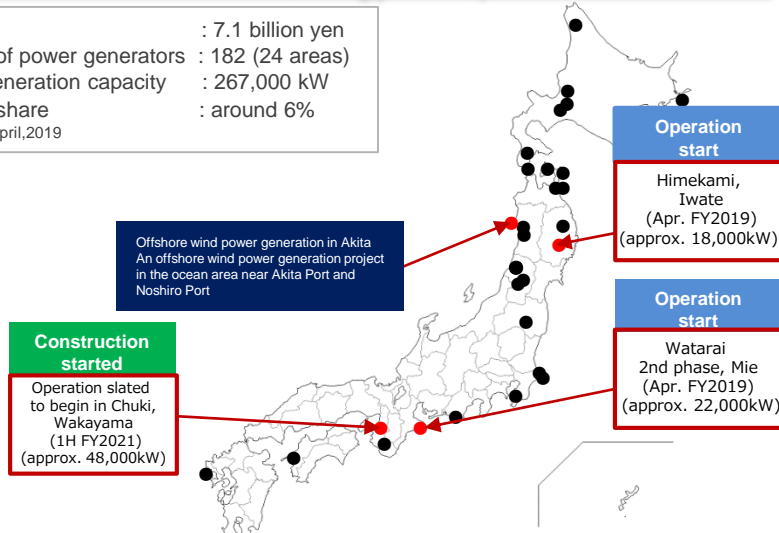 : 7.1 billion yen
of power generators : 182 (24 areas)
eneration capacity : 267,000 kW
share : around 6%
pril,2019
Operation
start
Himekami,
Iwate
(Apr. FY2019)
(approx. 18,000kW)
Offshore wind power generation in Akita
An offshore wind power generation project
in the ocean area near Akita Port and
Noshiro Port
Operation
start
Watarai
2nd phase, Mie
(Apr. FY2019)
(approx. 22,000kW)
Construction
started
Operation slated
to begin in Chuki,
Wakayama
(1H FY2021)
(approx. 48,000kW)